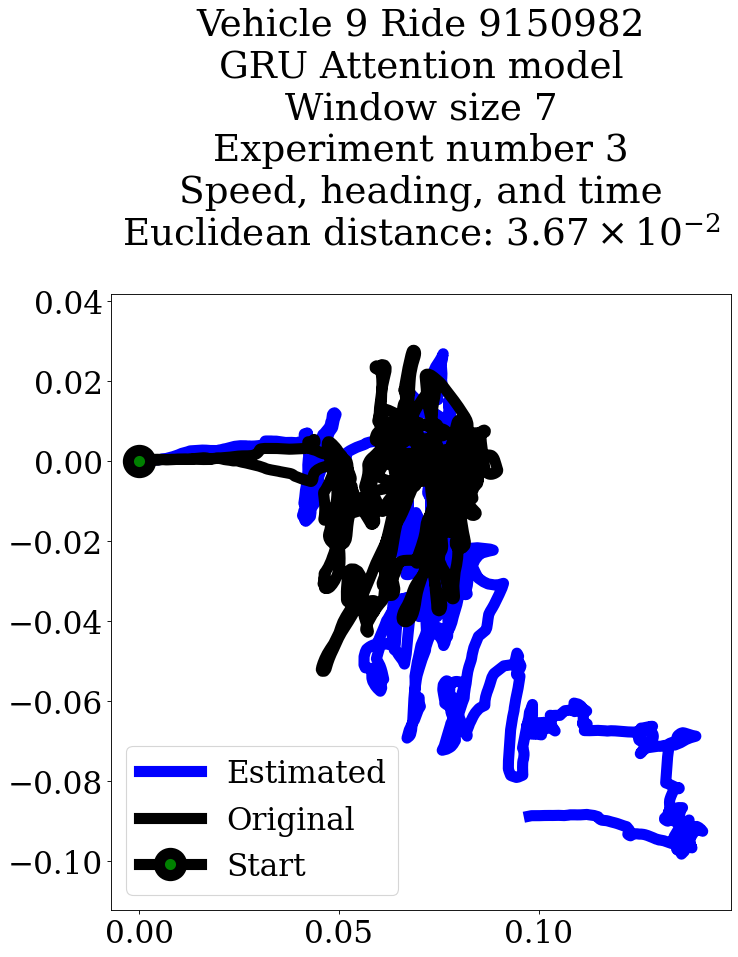 Vehicle 9 Ride 9150982
GRU Attention model
Window size 7
Experiment number 3
Speed, heading, and time
Euclidean distance: 3.67 × 10⁻²
0.04
0.02
0.00
−0.02
−0.04
−0.06
−0.08
−0.10
Estimated
Original
Start
0.00 0.05 0.10